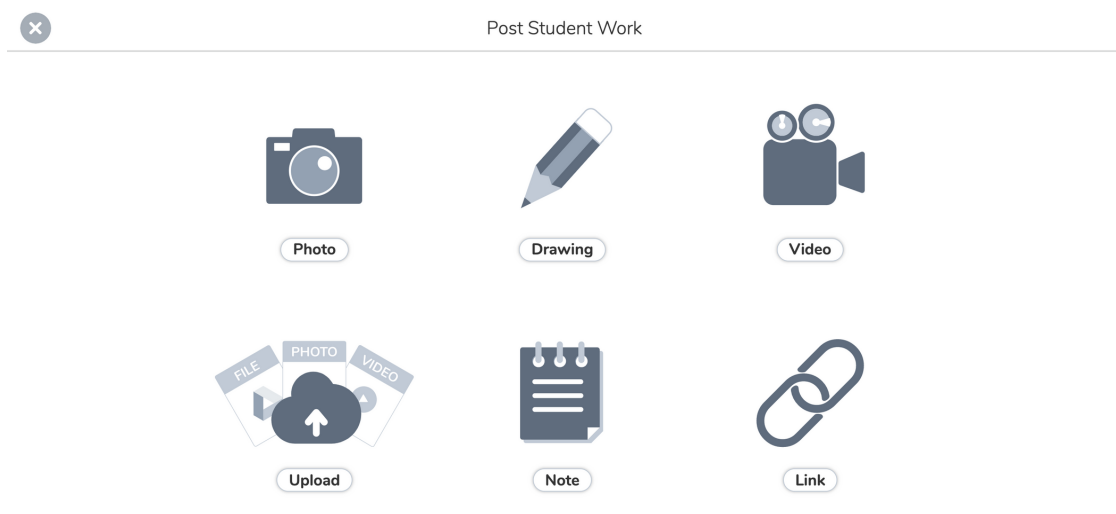 Post Student Work
Photo
Drawing
Video
FILE
PHOTO
VIDEO
Upload
Note
Link